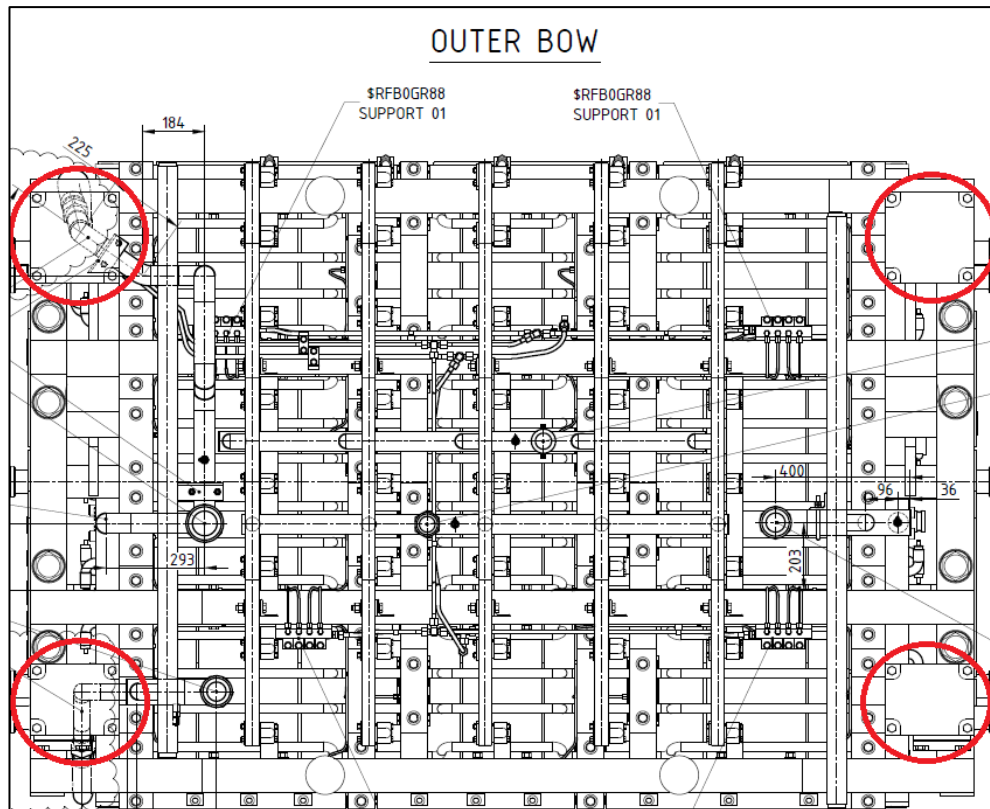 OUTER BOW
$RFB0GR88
SUPPORT 01
$RFB0GR88
SUPPORT 01
184
225
400
96
36
293
203